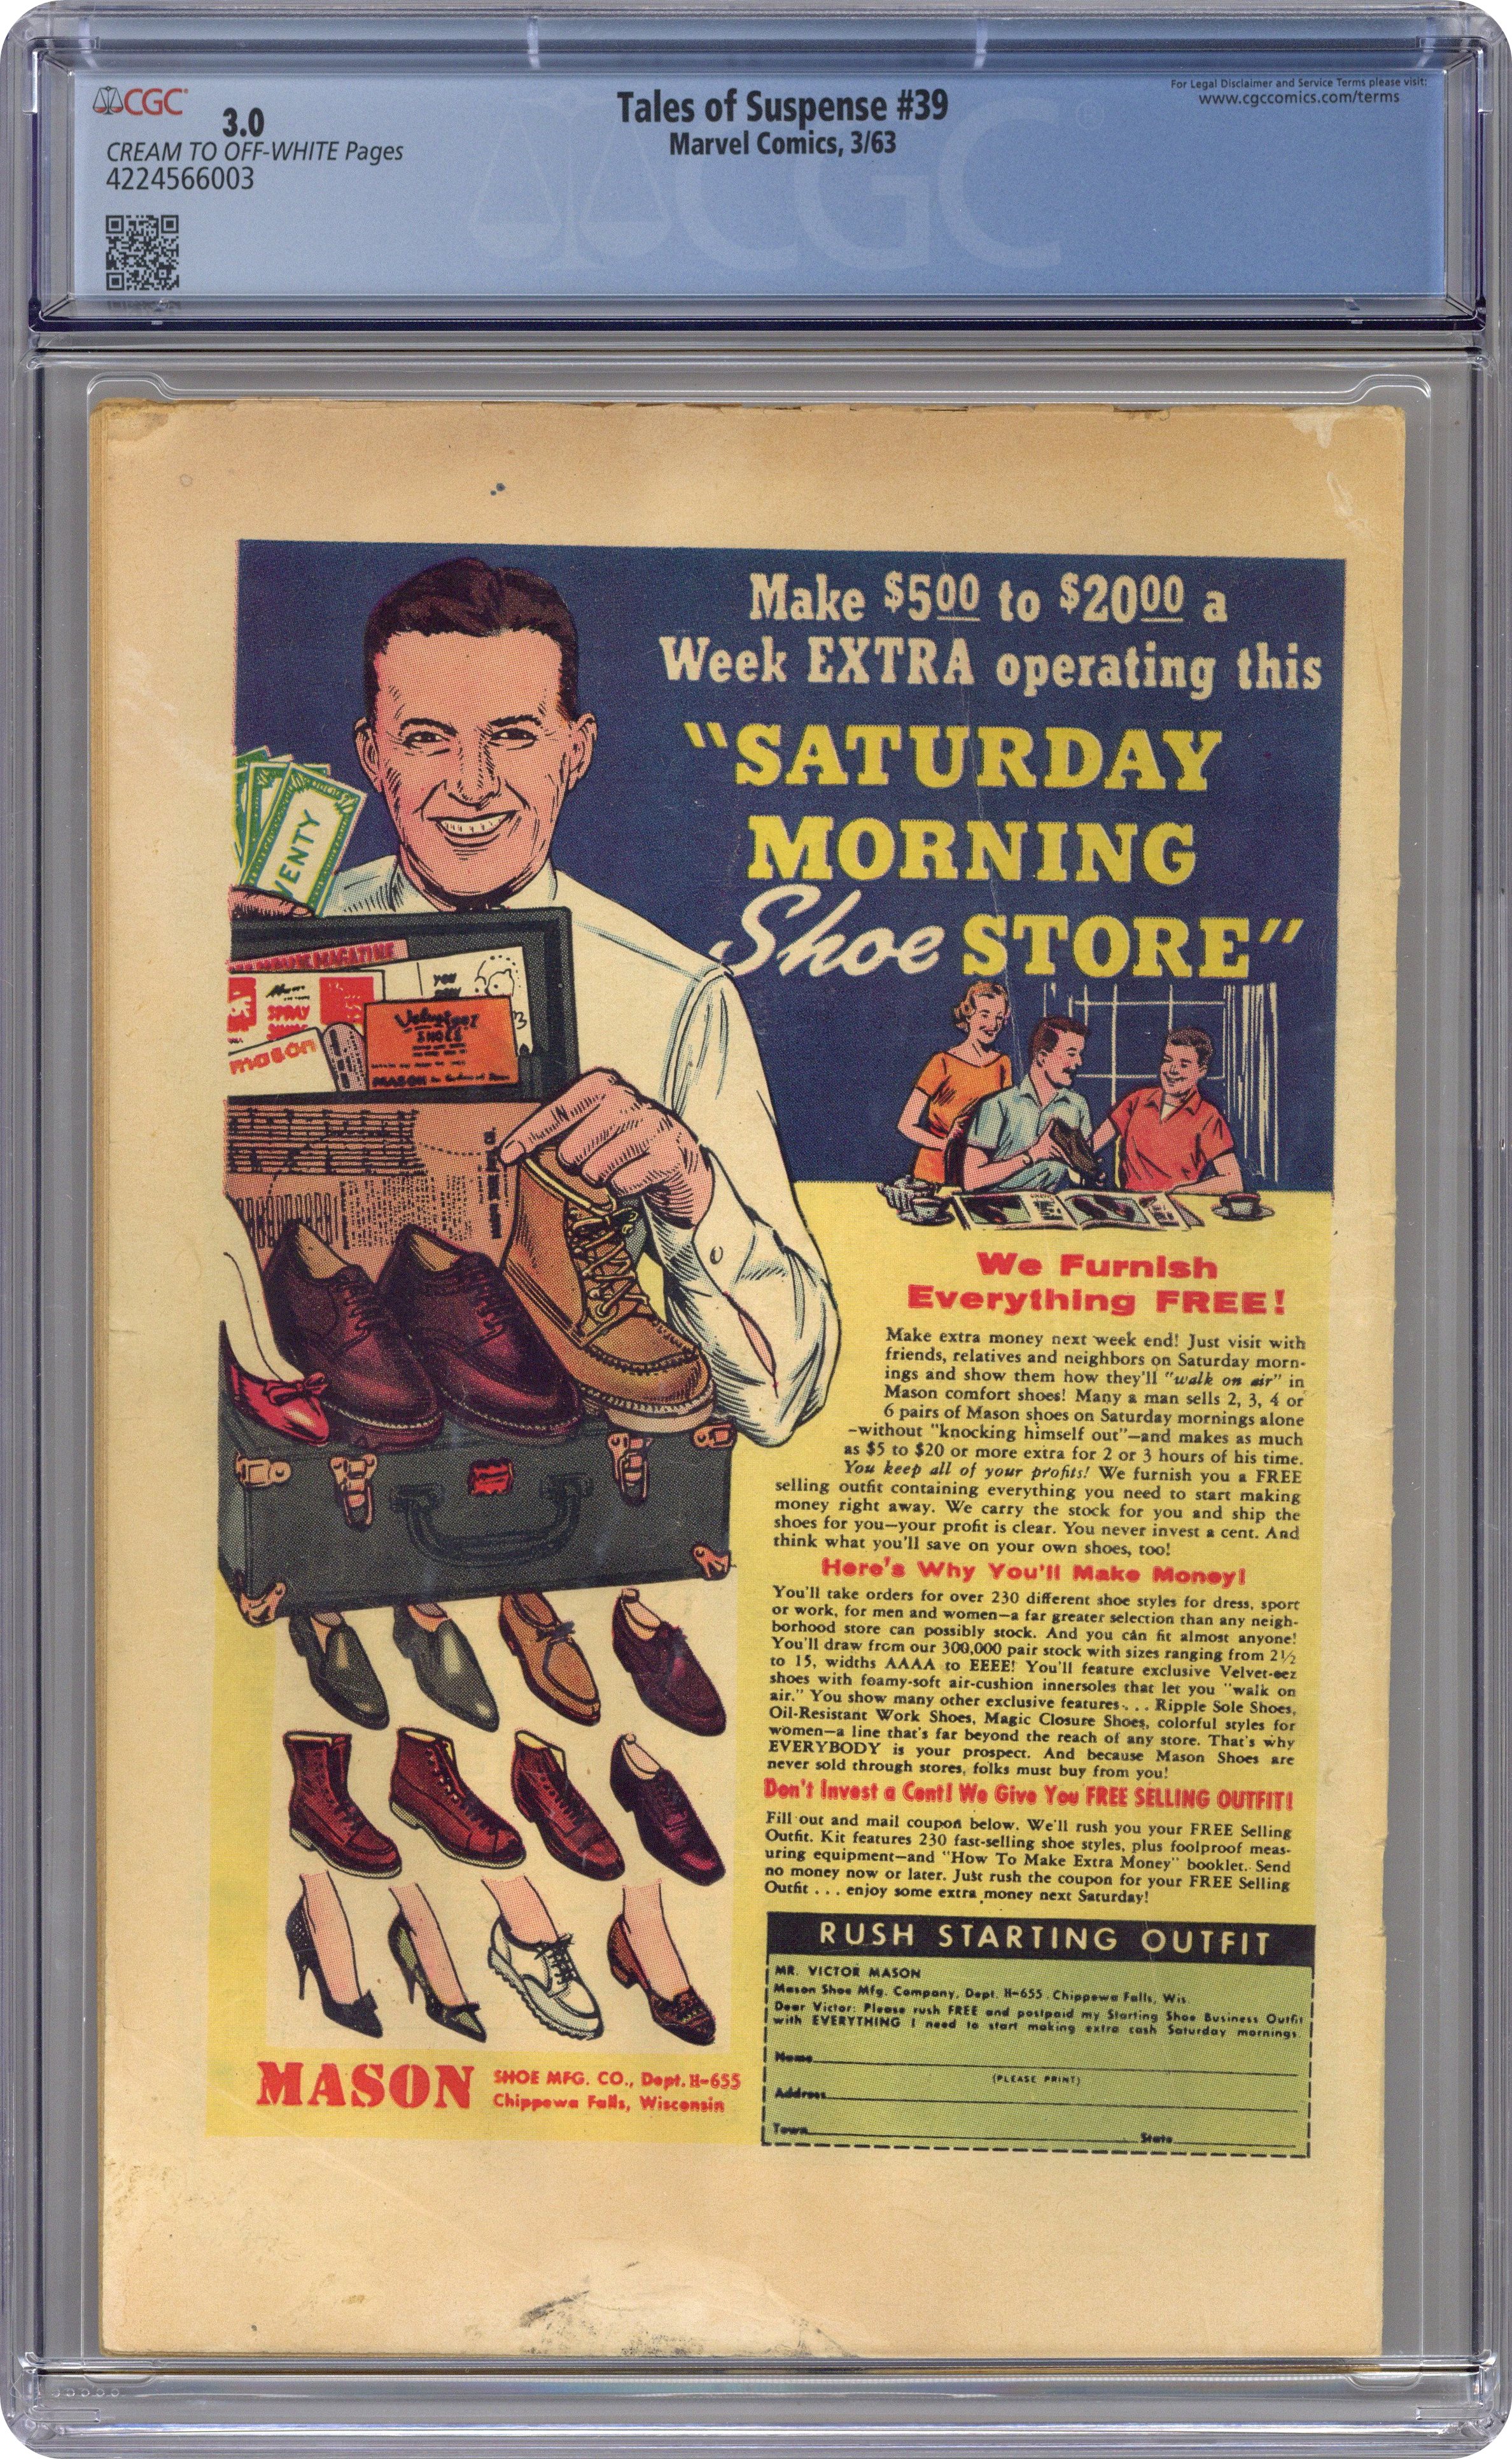 CGC
3.0
CREAM TO OFF-WHITE Pages
4224566003
Tales of Suspense #39
Marvel Comics, 3/63
For Legal Disclaimer and Service Terms please visit:
www.cgccomics.com/terms
Make $5.00 to $20.00 a
Week EXTRA operating this
"SATURDAY
MORNING
Shoe STORE"
VENTY
MAGAZINE
SPRAY
YOU
mason
Velvet-eez
SHOES
MASON
We Furnish
Everything FREE!
Make extra money next week end! Just visit with
friends, relatives and neighbors on Saturday morn-
ings and show them how they'll "walk on air" in
Mason comfort shoes! Many a man sells 2, 3, 4 or
6 pairs of Mason shoes on Saturday mornings alone
–without "knocking himself out"—and makes as much
as $5 to $20 or more extra for 2 or 3 hours of his time.
You keep all of your profits! We furnish you a FREE
selling outfit containing everything you need to start making
money right away. We carry the stock for you and ship the
shoes for you—your profit is clear. You never invest a cent. And
think what you'll save on your own shoes, too!
Here's Why You'll Make Money!
You'll take orders for over 230 different shoe styles for dress, sport
or work, for men and women—a far greater selection than any neigh-
borhood store can possibly stock. And you can fit almost anyone!
You'll draw from our 300,000 pair stock with sizes ranging from 2½
to 15, widths AAAA to EEEE! You'll feature exclusive Velvet-eez
shoes with foamy-soft air-cushion innersoles that let you "walk on
air." You show many other exclusive features . . . Ripple Sole Shoes,
Oil-Resistant Work Shoes, Magic Closure Shoes, colorful styles for
women—a line that's far beyond the reach of any store. That's why
EVERYBODY is your prospect. And because Mason Shoes are
never sold through stores, folks must buy from you!
Don't Invest a Cent! We Give You FREE SELLING OUTFIT!
Fill out and mail coupon below. We'll rush you your FREE Selling
Outfit. Kit features 230 fast-selling shoe styles, plus foolproof meas-
uring equipment—and "How To Make Extra Money" booklet. Send
no money now or later. Just rush the coupon for your FREE Selling
Outfit . . . enjoy some extra money next Saturday!
RUSH STARTING OUTFIT
MR. VICTOR MASON
Mason Shoe Mfg. Company, Dept. H-655 Chippewa Falls, Wis.
Dear Victor: Please rush FREE and postpaid my Starting Shoe Business Outfit
with EVERYTHING I need to start making extra cash Saturday mornings.
Name
(PLEASE PRINT)
Address
Town State
MASON SHOE MFG. CO., Dept. H-655
Chippewa Falls, Wisconsin